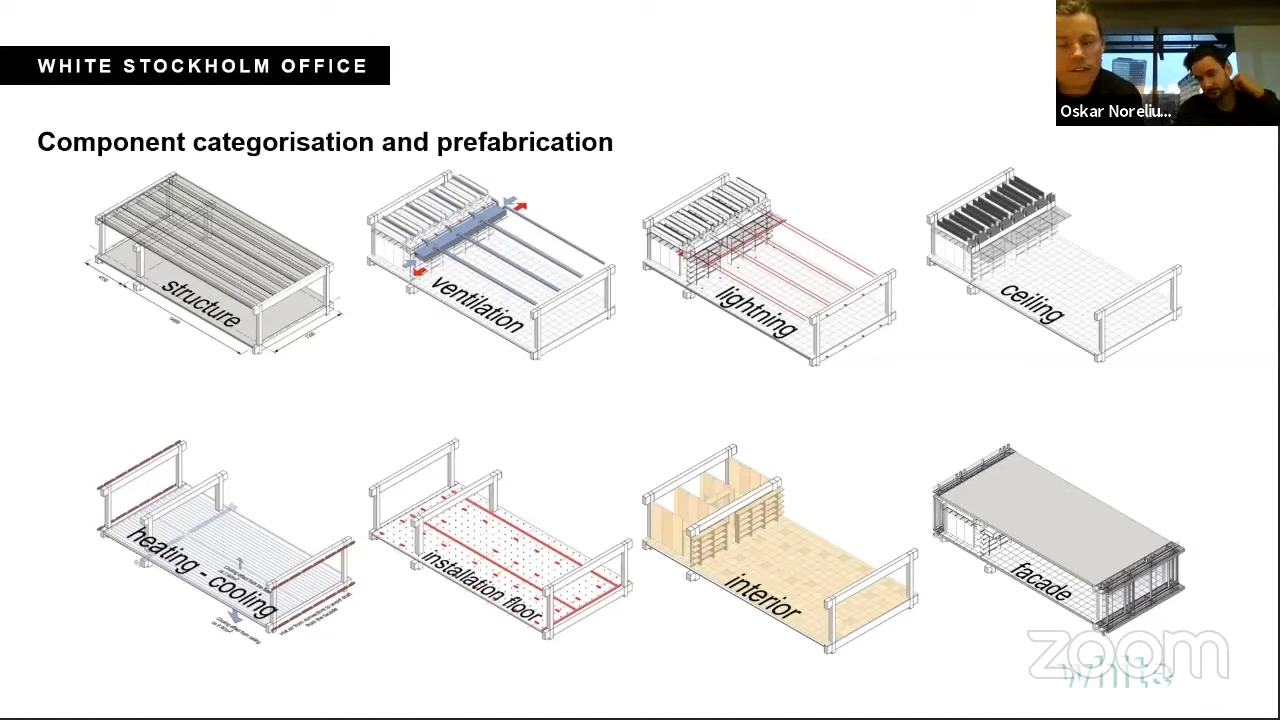 WHITE STOCKHOLM OFFICE
Oskar Noreliu...
Component categorisation and prefabrication
structure
ventilation
lightning
ceiling
heating - cooling
installation floor
interior
facade
zoom
white